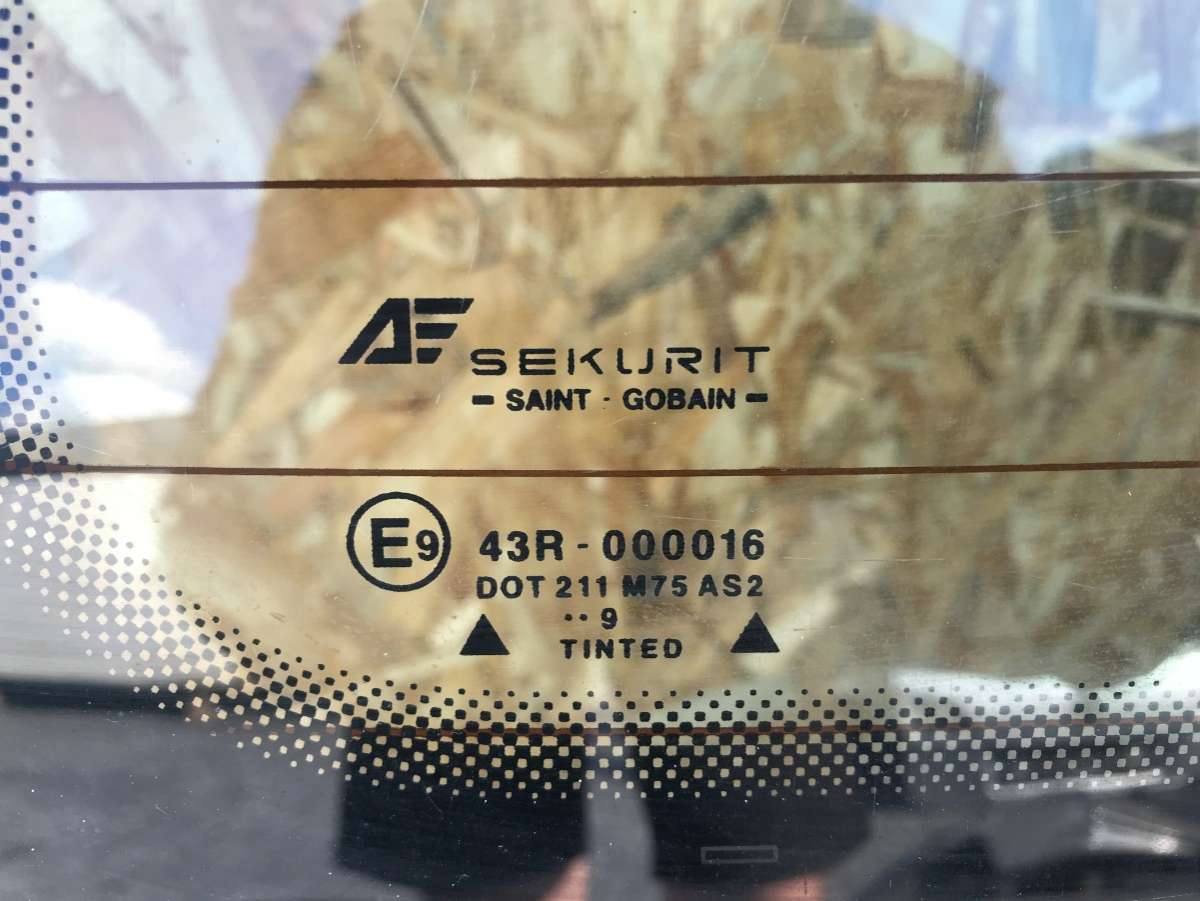 SEKURIT
- SAINT - GOBAIN -
E9 43R - 000016
DOT 211 M75 AS2
·· 9
TINTED